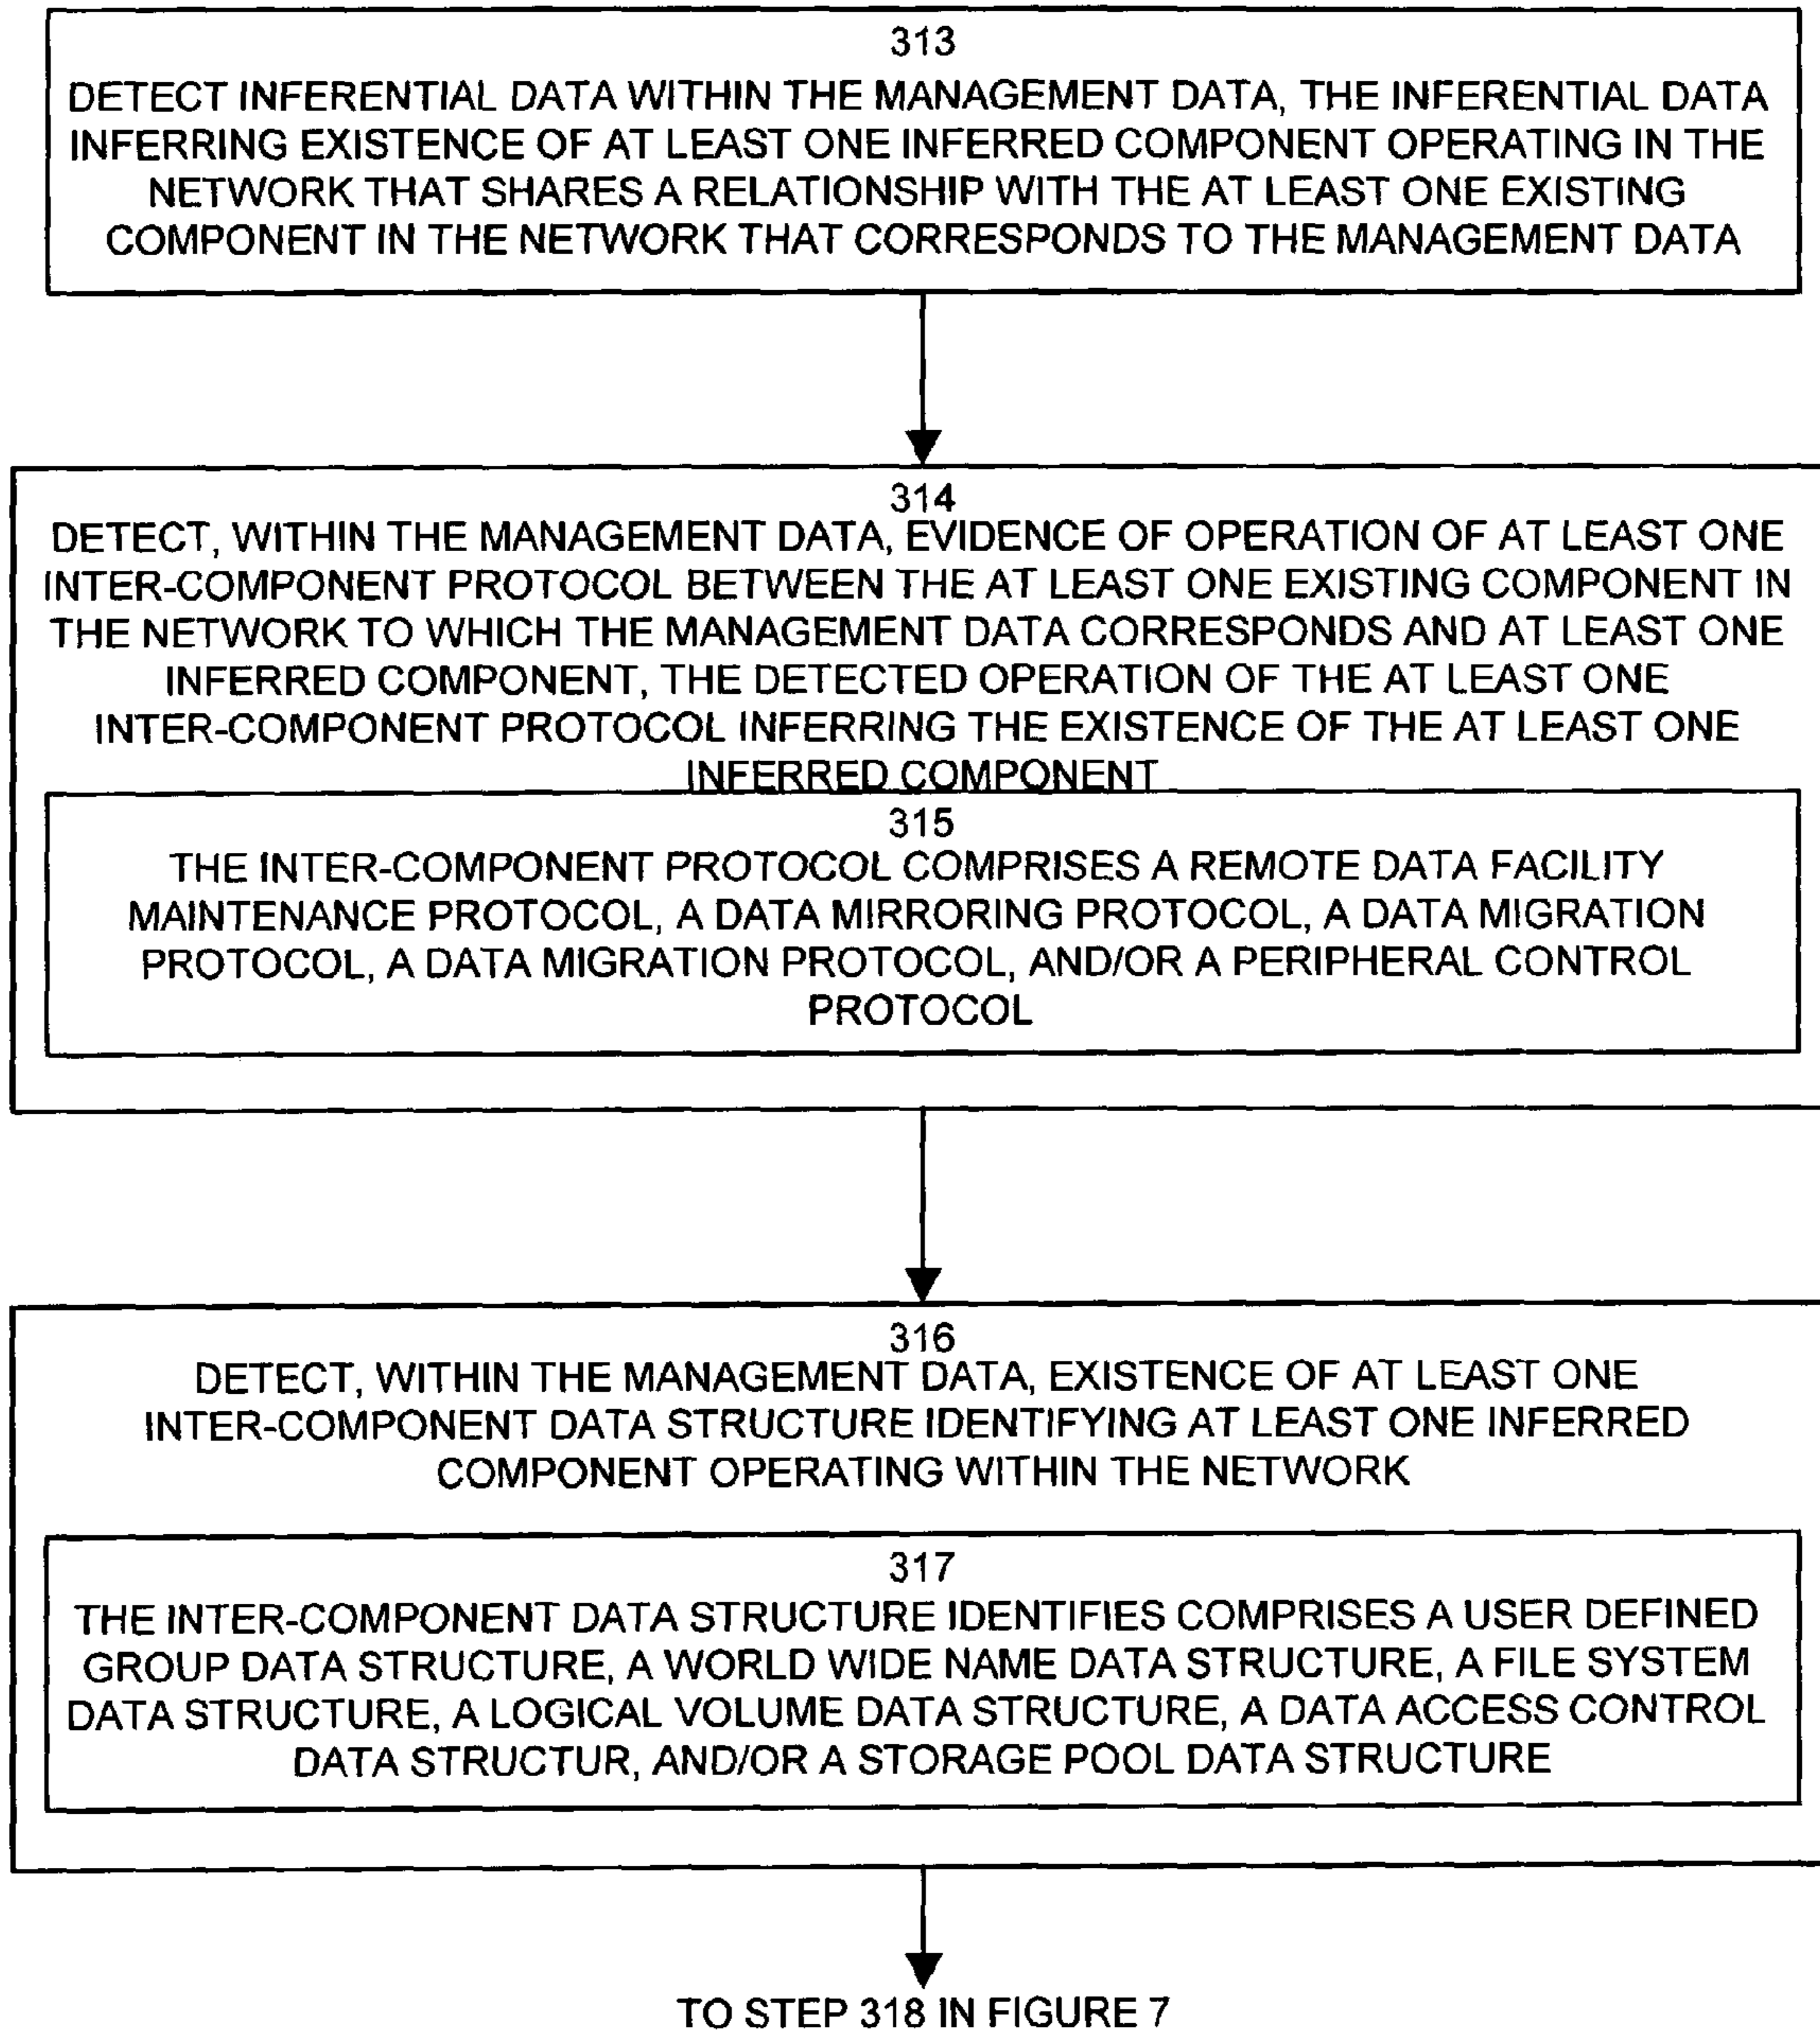 313
DETECT INFERENTIAL DATA WITHIN THE MANAGEMENT DATA, THE INFERENTIAL DATA
INFERRING EXISTENCE OF AT LEAST ONE INFERRED COMPONENT OPERATING IN THE
NETWORK THAT SHARES A RELATIONSHIP WITH THE AT LEAST ONE EXISTING
COMPONENT IN THE NETWORK THAT CORRESPONDS TO THE MANAGEMENT DATA
314
DETECT, WITHIN THE MANAGEMENT DATA, EVIDENCE OF OPERATION OF AT LEAST ONE
INTER-COMPONENT PROTOCOL BETWEEN THE AT LEAST ONE EXISTING COMPONENT IN
THE NETWORK TO WHICH THE MANAGEMENT DATA CORRESPONDS AND AT LEAST ONE
INFERRED COMPONENT, THE DETECTED OPERATION OF THE AT LEAST ONE
INTER-COMPONENT PROTOCOL INFERRING THE EXISTENCE OF THE AT LEAST ONE
INFERRED COMPONENT
315
THE INTER-COMPONENT PROTOCOL COMPRISES A REMOTE DATA FACILITY
MAINTENANCE PROTOCOL, A DATA MIRRORING PROTOCOL, A DATA MIGRATION
PROTOCOL, A DATA MIGRATION PROTOCOL, AND/OR A PERIPHERAL CONTROL
PROTOCOL
316
DETECT, WITHIN THE MANAGEMENT DATA, EXISTENCE OF AT LEAST ONE
INTER-COMPONENT DATA STRUCTURE IDENTIFYING AT LEAST ONE INFERRED
COMPONENT OPERATING WITHIN THE NETWORK
317
THE INTER-COMPONENT DATA STRUCTURE IDENTIFIES COMPRISES A USER DEFINED
GROUP DATA STRUCTURE, A WORLD WIDE NAME DATA STRUCTURE, A FILE SYSTEM
DATA STRUCTURE, A LOGICAL VOLUME DATA STRUCTURE, A DATA ACCESS CONTROL
DATA STRUCTUR, AND/OR A STORAGE POOL DATA STRUCTURE
TO STEP 318 IN FIGURE 7